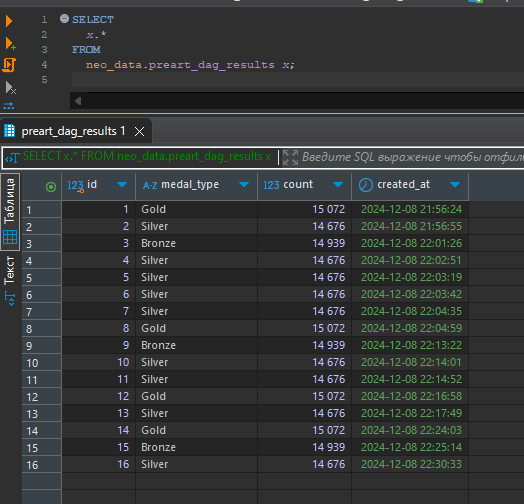 1 SELECT
2 x.*
3 FROM
4 neo_data.preart_dag_results x;
5
preart_dag_results 1
SELECT x.* FROM neo_data.preart_dag_results x
Введите SQL выражение чтобы отфил
Таблица
Текст
123 id A-Z medal_type 123 count created_at
1 1 Gold 15 072 2024-12-08 21:56:24
2 2 Silver 14 676 2024-12-08 21:56:55
3 3 Bronze 14 939 2024-12-08 22:01:26
4 4 Silver 14 676 2024-12-08 22:02:51
5 5 Silver 14 676 2024-12-08 22:03:19
6 6 Silver 14 676 2024-12-08 22:03:42
7 7 Silver 14 676 2024-12-08 22:04:35
8 8 Gold 15 072 2024-12-08 22:04:59
9 9 Bronze 14 939 2024-12-08 22:13:22
10 10 Silver 14 676 2024-12-08 22:14:01
11 11 Silver 14 676 2024-12-08 22:14:52
12 12 Gold 15 072 2024-12-08 22:16:58
13 13 Silver 14 676 2024-12-08 22:17:49
14 14 Gold 15 072 2024-12-08 22:24:03
15 15 Bronze 14 939 2024-12-08 22:25:14
16 16 Silver 14 676 2024-12-08 22:30:33